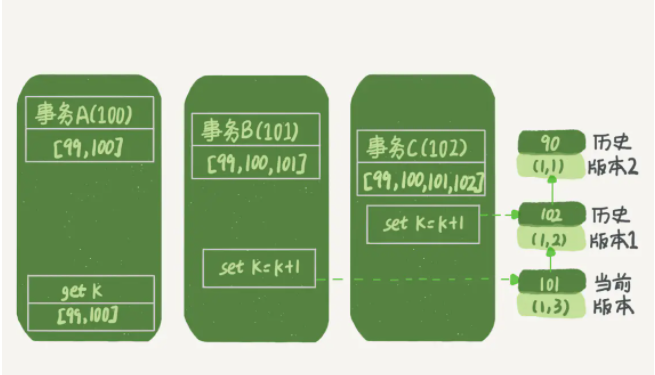 事务A(100)
[99,100]
get k
[99,100]
事务B(101)
[99,100,101]
set k=k+1
事务C(102)
[99,100,101,102]
set k=k+1
90
(1,1)
历史
版本2
102
(1,2)
历史
版本1
101
(1,3)
当前
版本